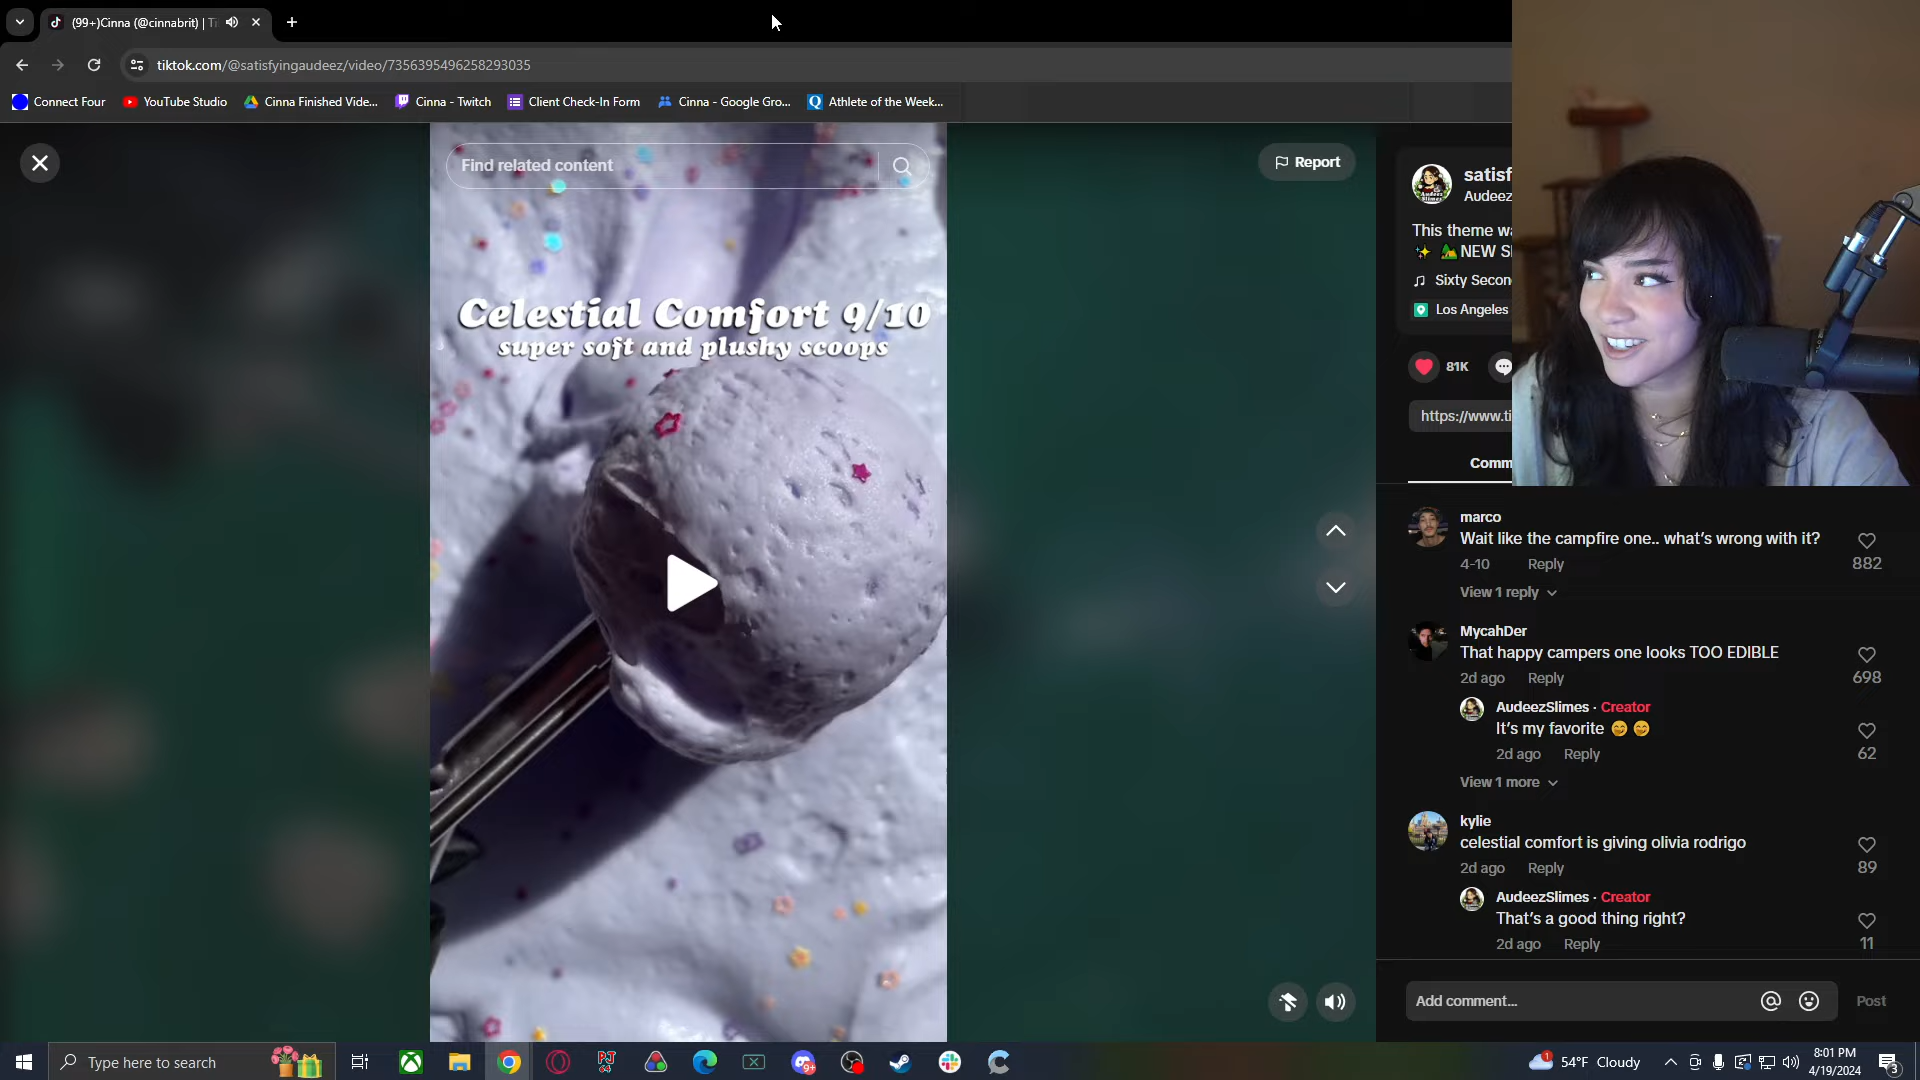 (99+)Cinna (@cinnabrit) | Ti
tiktok.com/@satisfyingaudeez/video/7356395496258293035
Connect Four
YouTube Studio
Cinna Finished Vide...
Cinna - Twitch
Client Check-In Form
Cinna - Google Gro...
Athlete of the Week...
Find related content
Report
Celestial Comfort 9/10
super soft and plushy scoops
satisf
Audeez
This theme wa
NEW S
Sixty Secon
Los Angeles
81K
https://www.ti
Comm
marco
Wait like the campfire one.. what's wrong with it?
4-10 Reply
882
View 1 reply
MycahDer
That happy campers one looks TOO EDIBLE
2d ago Reply
698
AudeezSlimes · Creator
It's my favorite 🤭 🤭
2d ago Reply
62
View 1 more
kylie
celestial comfort is giving olivia rodrigo
2d ago Reply
89
AudeezSlimes · Creator
That's a good thing right?
2d ago Reply
11
Add comment...
Post
Type here to search
9+
1
54°F Cloudy
8:01 PM
4/19/2024
3